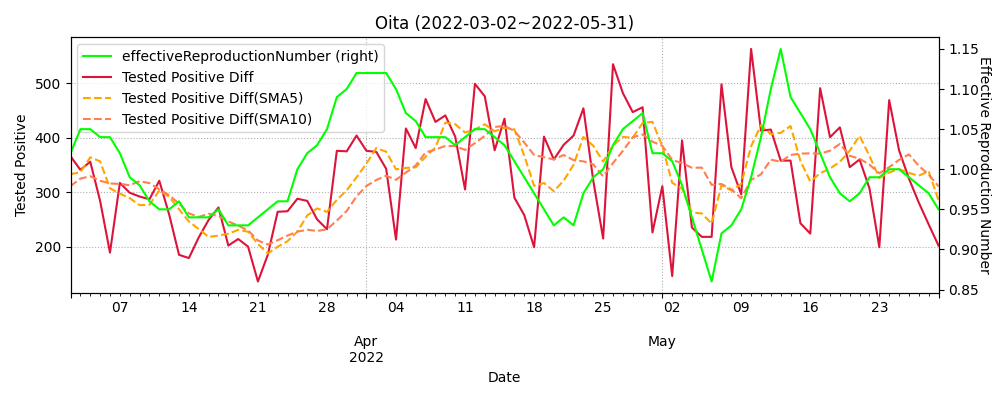 Oita (2022-03-02~2022-05-31)
effectiveReproductionNumber (right)
Tested Positive Diff
Tested Positive Diff(SMA5)
Tested Positive Diff(SMA10)
Tested Positive
500
400
300
200
1.15
1.10
1.05
1.00
0.95
0.90
0.85
Effective Reproduction Number
07 14 21 28 04 11 18 25 02 09 16 23
Apr May
2022
Date